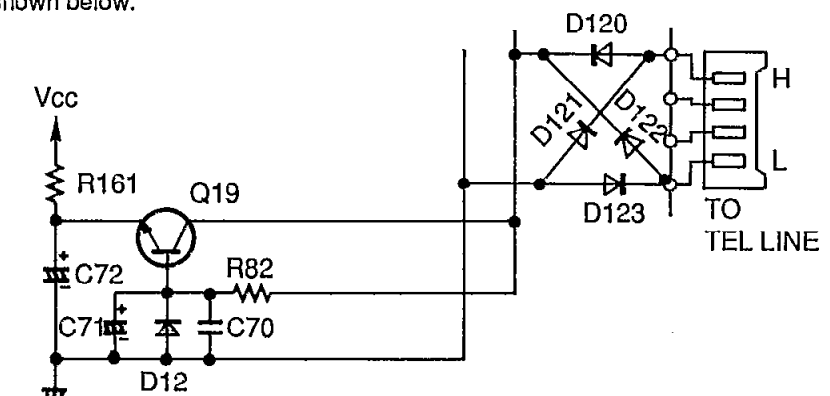 shown below.
D120
H
Vcc
D121
D122
R161
L
Q19
D123
TO
TEL LINE
R82
C72
C71
C70
D12